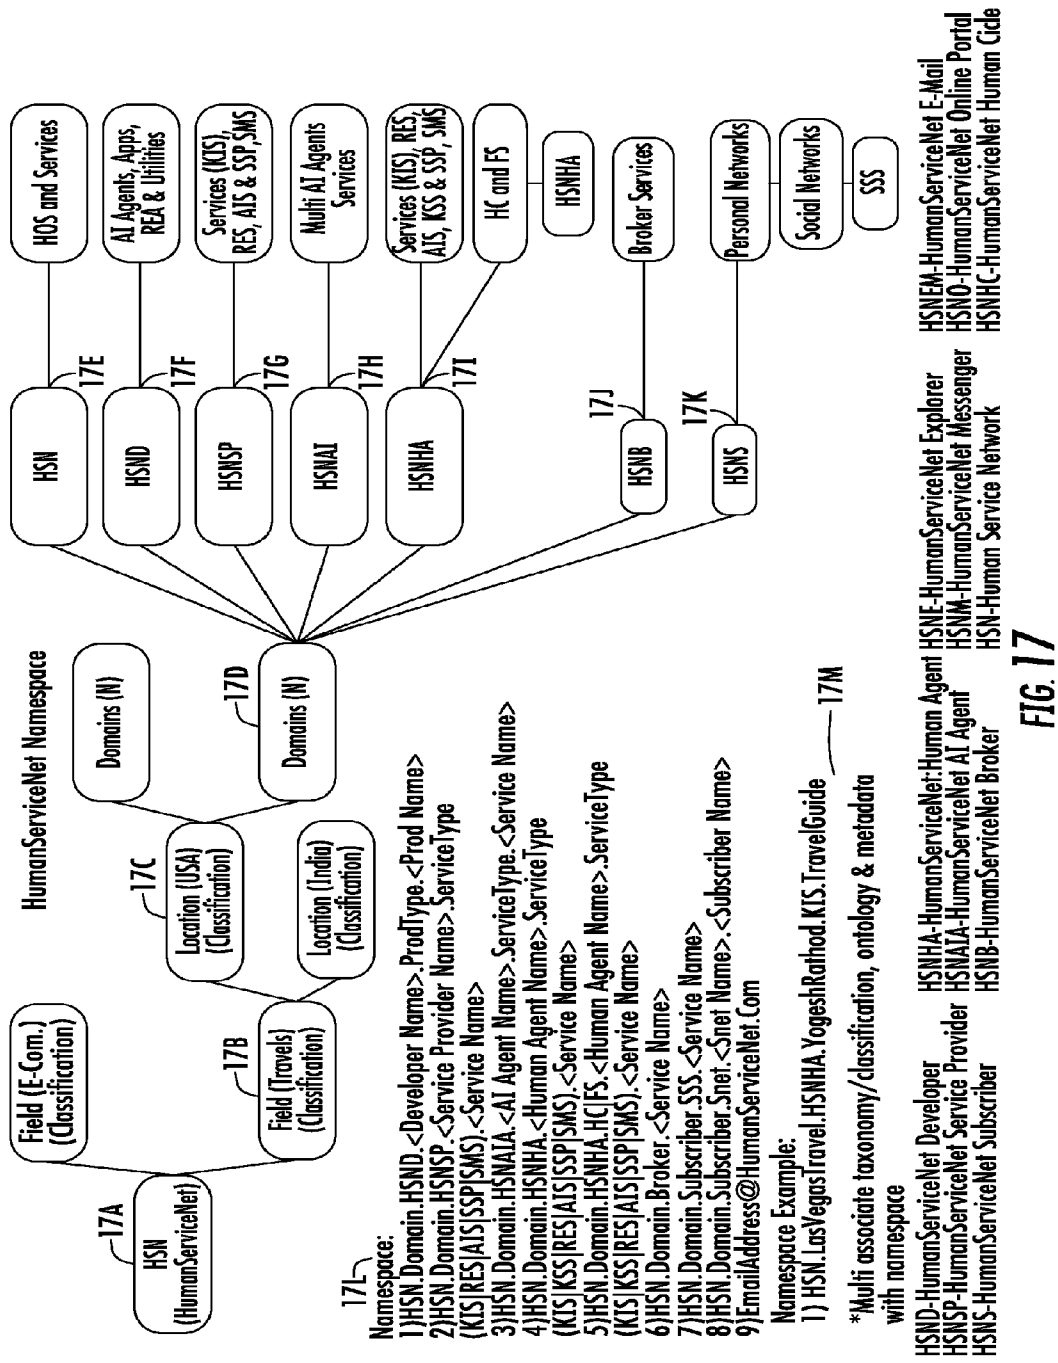 HumanServiceNet Namespace
17A
HSN
(HumanServiceNet)
Field (E-Com.)
(Classification)
17B
Field (Travels)
(Classification)
17C
Location (USA)
(Classification)
Location (India)
(Classification)
Domains (N)
17D
Domains (N)
HSN
17E
HOS and Services
HSND
17F
AI Agents, Apps,
REA & Utilities
HSNSP
17G
Services (KIS),
RES, AIS & SSP,SMS
HSNAI
17H
Multi AI Agents
Services
HSNHA
17I
Services (KIS), RES,
AIS, KSS & SSP, SMS
HC and FS
HSNHA
HSNB
17J
Broker Services
HSNS
17K
Personal Networks
Social Networks
SSS
17L
Namespace:
1)HSN.Domain.HSND.<Developer Name>.ProdType.<Prod Name>
2)HSN.Domain.HSNSP.<Service Provider Name>.ServiceType
(KIS|RES|AIS|SSP|SMS).<Service Name>
3)HSN.Domain.HSNAIA.<AI Agent Name>.ServiceType.<Service Name>
4)HSN.Domain.HSNHA.<Human Agent Name>.ServiceType
(KIS|KSS|RES|AIS|SSP|SMS).<Service Name>
5)HSN.Domain.HSNHA.HC|FS.<Human Agent Name>.ServiceType
(KIS|KSS|RES|AIS|SSP|SMS).<Service Name>
6)HSN.Domain.Broker.<Service Name>
7)HSN.Domain.Subscriber.SSS.<Service Name>
8)HSN.Domain.Subscriber.Snet.<Snet Name>.<Subscriber Name>
9)EmailAddress@HumanServiceNet.Com
Namespace Example:
1) HSN.LasVegasTravel.HSNHA.YogeshRathod.KIS.TravelGuide
17M
*Multi associate taxonomy/classification, ontology & metadata
with namespace
HSND-HumanServiceNet Developer
HSNSP-HumanServiceNet Service Provider
HSNS-HumanServiceNet Subscriber
HSNHA-HumanServiceNet:Human Agent
HSNAIA-HumanServiceNet AI Agent
HSNB-HumanServiceNet Broker
HSNE-HumanServiceNet Explorer
HSNM-HumanServiceNet Messenger
HSN-Human Service Network
HSNEM-HumanServiceNet E-Mail
HSNO-HumanServiceNet Online Portal
HSNHC-HumanServiceNet Human Cicle
FIG. 17